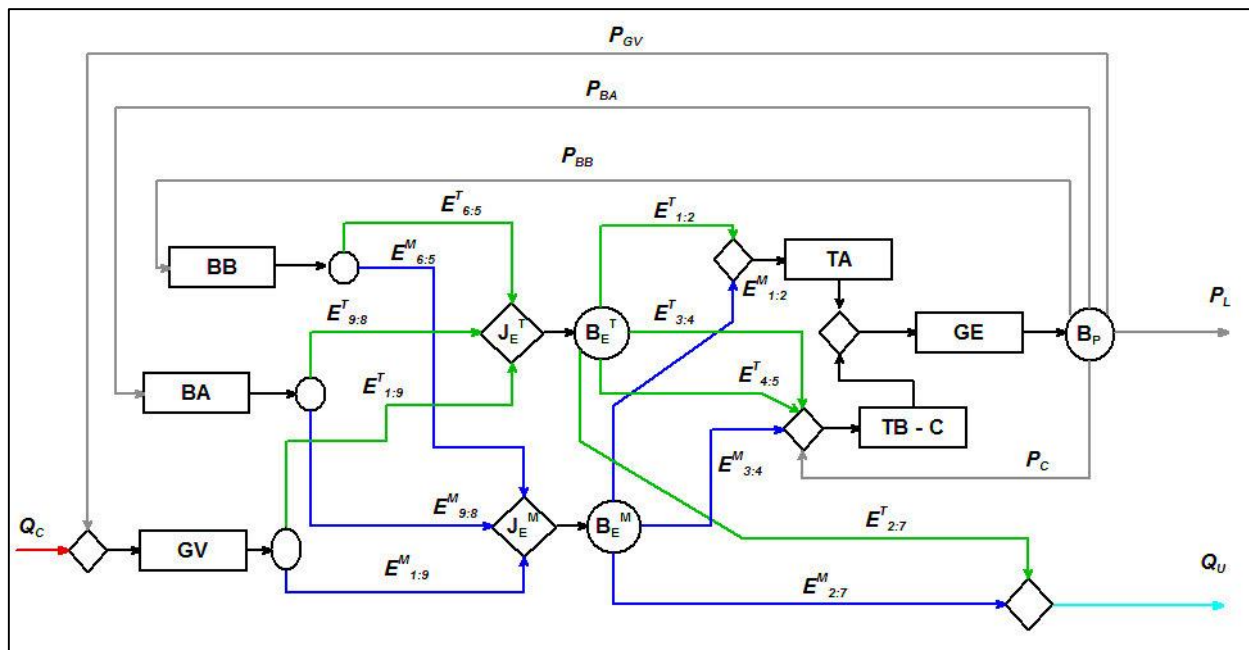 P_GV
P_BA
P_BB
E^T_6:5
E^T_1:2
BB
E^M_6:5
TA
E^M_1:2
E^T_9:8
E^T_3:4
P_L
J_E^T
B_E^T
GE
B_P
BA
E^T_1:9
E^T_4:5
TB - C
P_C
E^M_3:4
Q_C
E^M_9:8
J_E^M
B_E^M
E^T_2:7
GV
E^M_1:9
E^M_2:7
Q_U